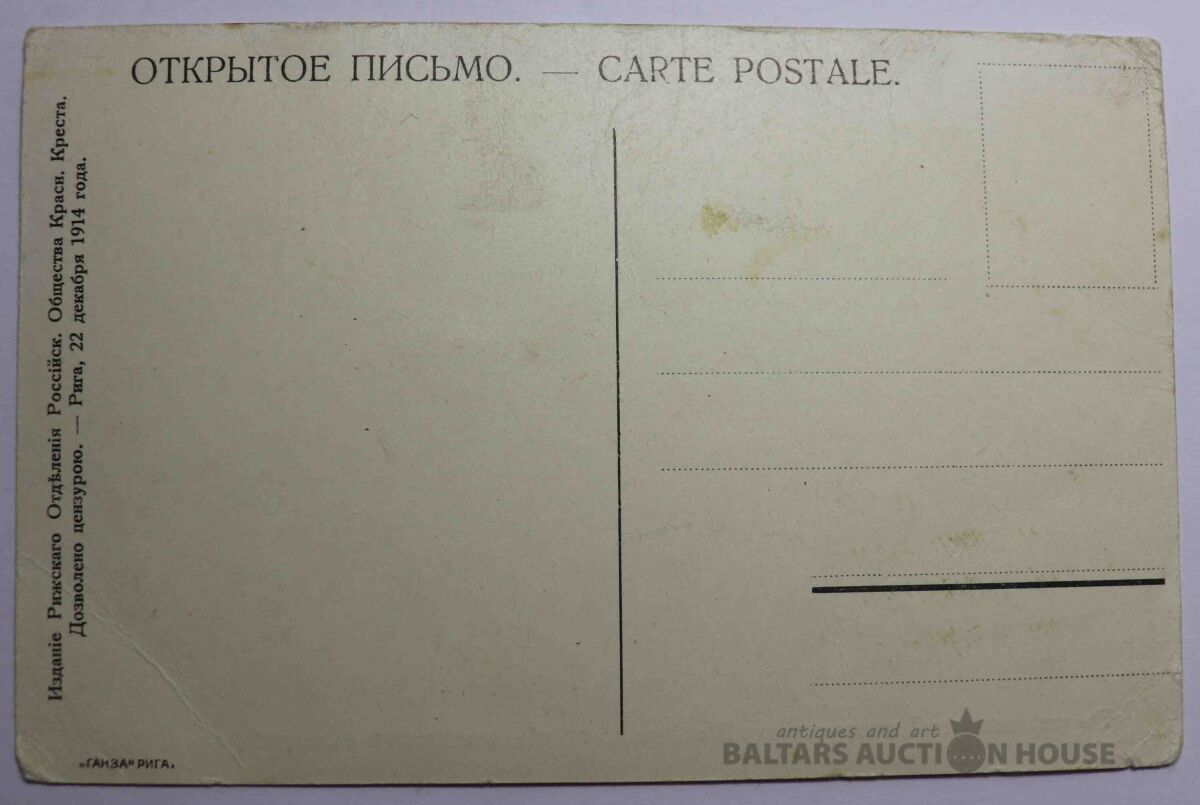 ОТКРЫТОЕ ПИСЬМО. — CARTE POSTALE.
Изданіе Рижскаго Отдѣленія Россійск. Общества Красн. Креста.
Дозволено цензурою. — Рига, 22 декабря 1914 года.
„ГАНЗА“ РИГА.
antiques and art
BALTARS AUCTION HOUSE